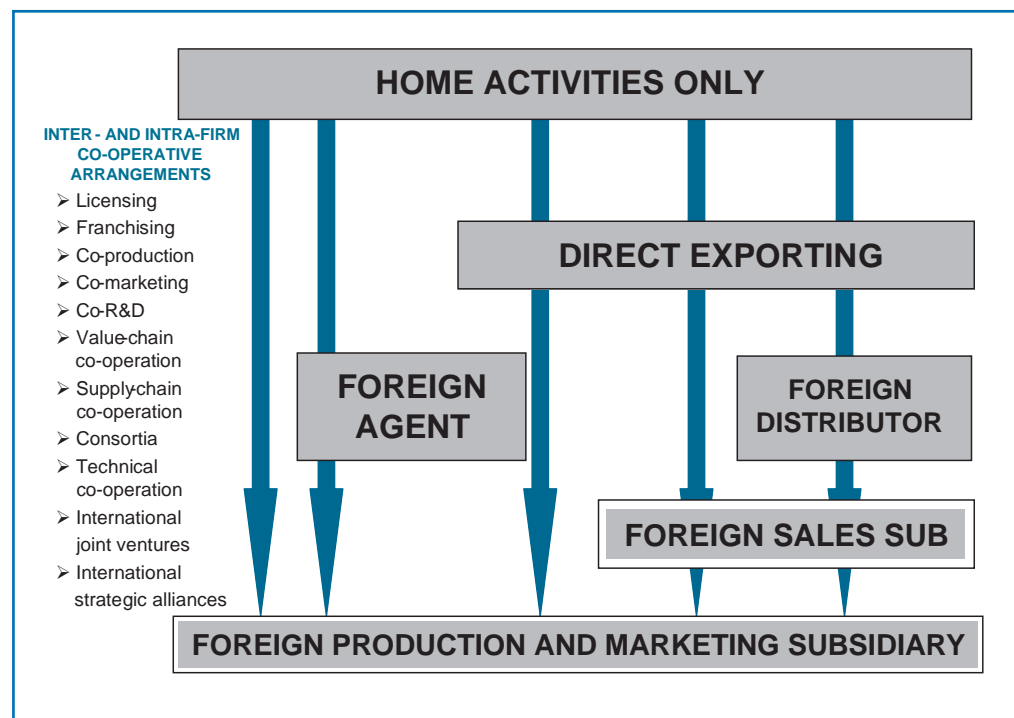 HOME ACTIVITIES ONLY
INTER - AND INTRA-FIRM
CO-OPERATIVE
ARRANGEMENTS
➢ Licensing
➢ Franchising
➢ Co-production
➢ Co-marketing
➢ Co-R&D
➢ Value-chain
co-operation
➢ Supply-chain
co-operation
➢ Consortia
➢ Technical
co-operation
➢ International
joint ventures
➢ International
strategic alliances
DIRECT EXPORTING
FOREIGN
AGENT
FOREIGN
DISTRIBUTOR
FOREIGN SALES SUB
FOREIGN PRODUCTION AND MARKETING SUBSIDIARY